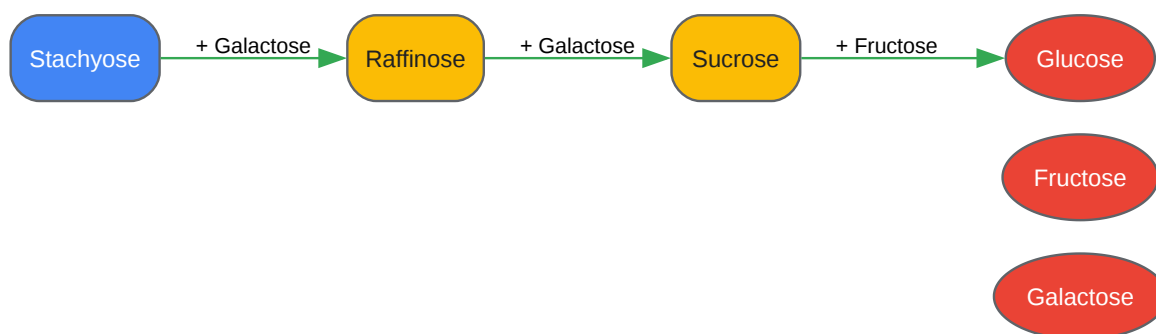 Stachyose
+ Galactose
Raffinose
+ Galactose
Sucrose
+ Fructose
Glucose
Fructose
Galactose